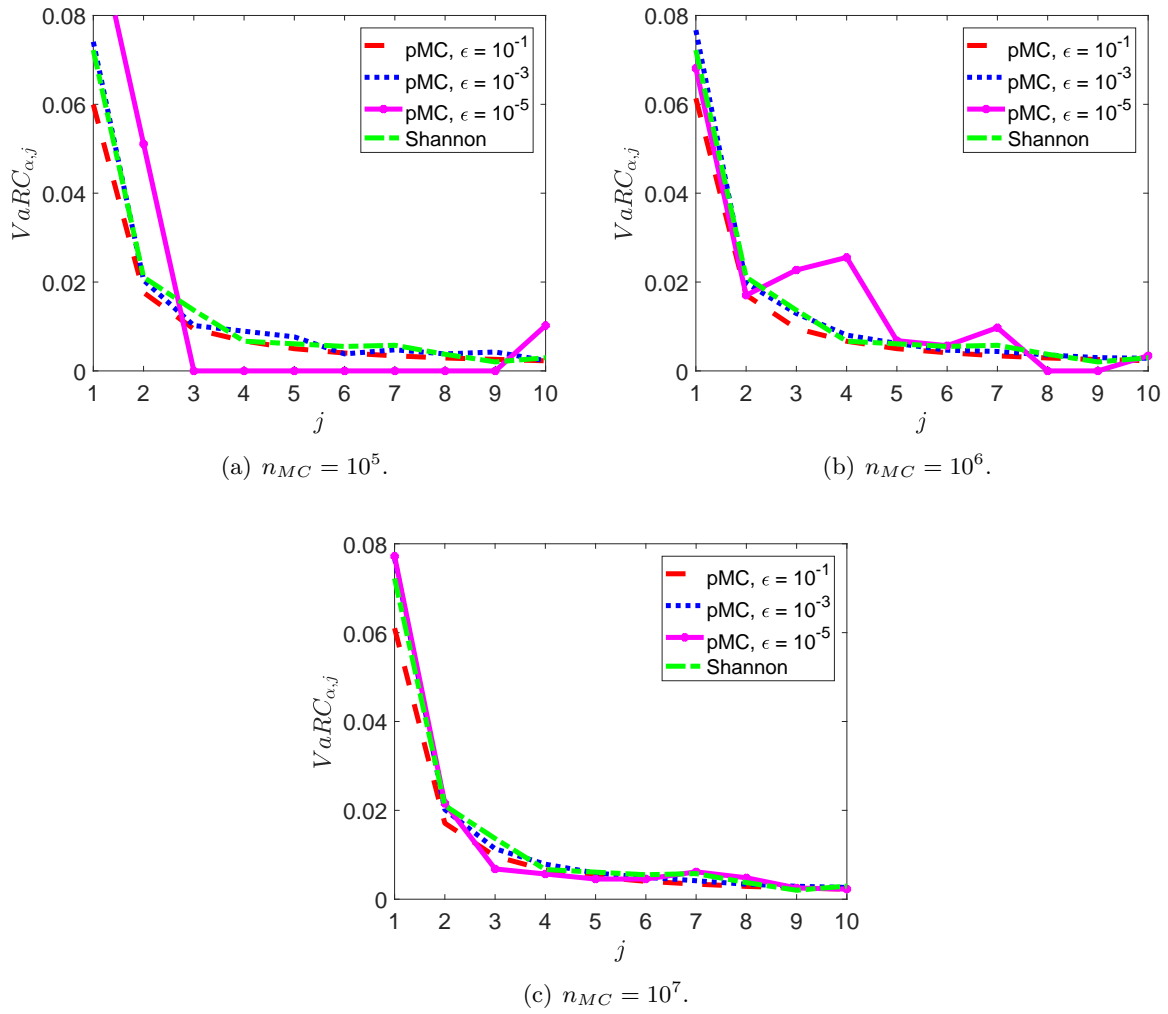 0.08
0.06
0.04
0.02
0
VaRC_{α,j}
pMC, ϵ = 10^{-1}
pMC, ϵ = 10^{-3}
pMC, ϵ = 10^{-5}
Shannon
1 2 3 4 5 6 7 8 9 10
j
(a) n_{MC} = 10^5.
0.08
0.06
0.04
0.02
0
VaRC_{α,j}
pMC, ϵ = 10^{-1}
pMC, ϵ = 10^{-3}
pMC, ϵ = 10^{-5}
Shannon
1 2 3 4 5 6 7 8 9 10
j
(b) n_{MC} = 10^6.
0.08
0.06
0.04
0.02
0
VaRC_{α,j}
pMC, ϵ = 10^{-1}
pMC, ϵ = 10^{-3}
pMC, ϵ = 10^{-5}
Shannon
1 2 3 4 5 6 7 8 9 10
j
(c) n_{MC} = 10^7.